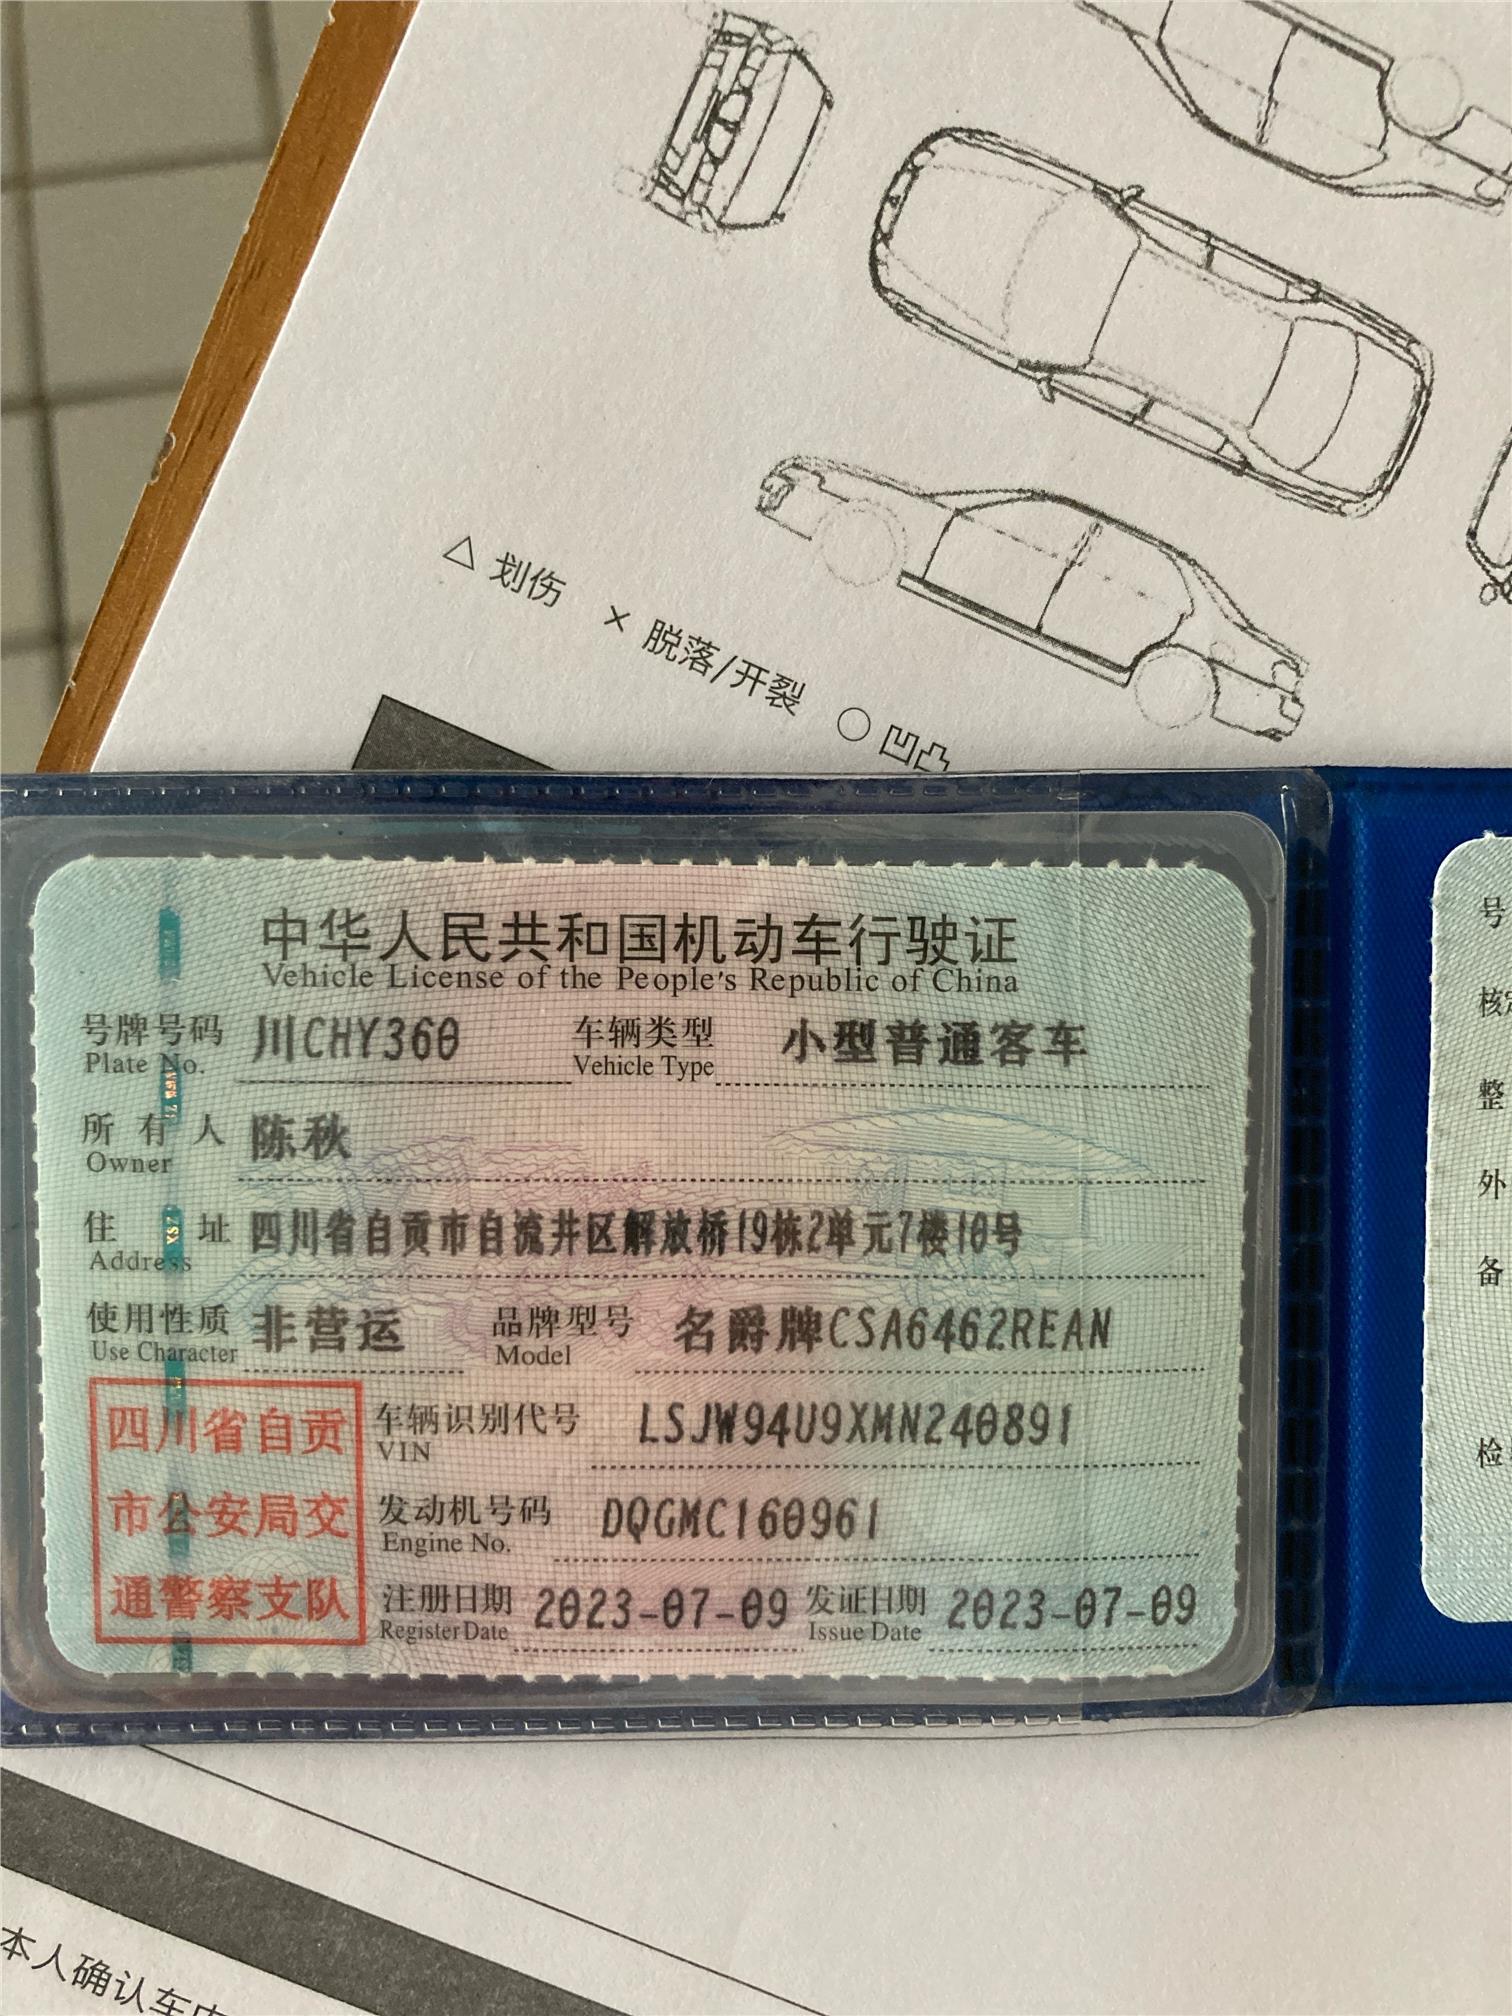 △ 划伤 × 脱落/开裂 ○ 凹凸
中华人民共和国机动车行驶证
Vehicle License of the People's Republic of China
号牌号码 川CHY360 车辆类型 小型普通客车
Plate No. Vehicle Type
所有人 陈秋
Owner
住址 四川省自贡市自流井区解放桥19栋2单元7楼10号
Address
使用性质 非营运 品牌型号 名爵牌CSA6462REAN
Use Character Model
四川省自贡
市公安局交
通警察支队
车辆识别代号 LSJW94U9XMN240891
VIN
发动机号码 DQGMC160961
Engine No.
注册日期 2023-07-09 发证日期 2023-07-09
Register Date Issue Date
号
核定
整
外
备
检
本人确认车内